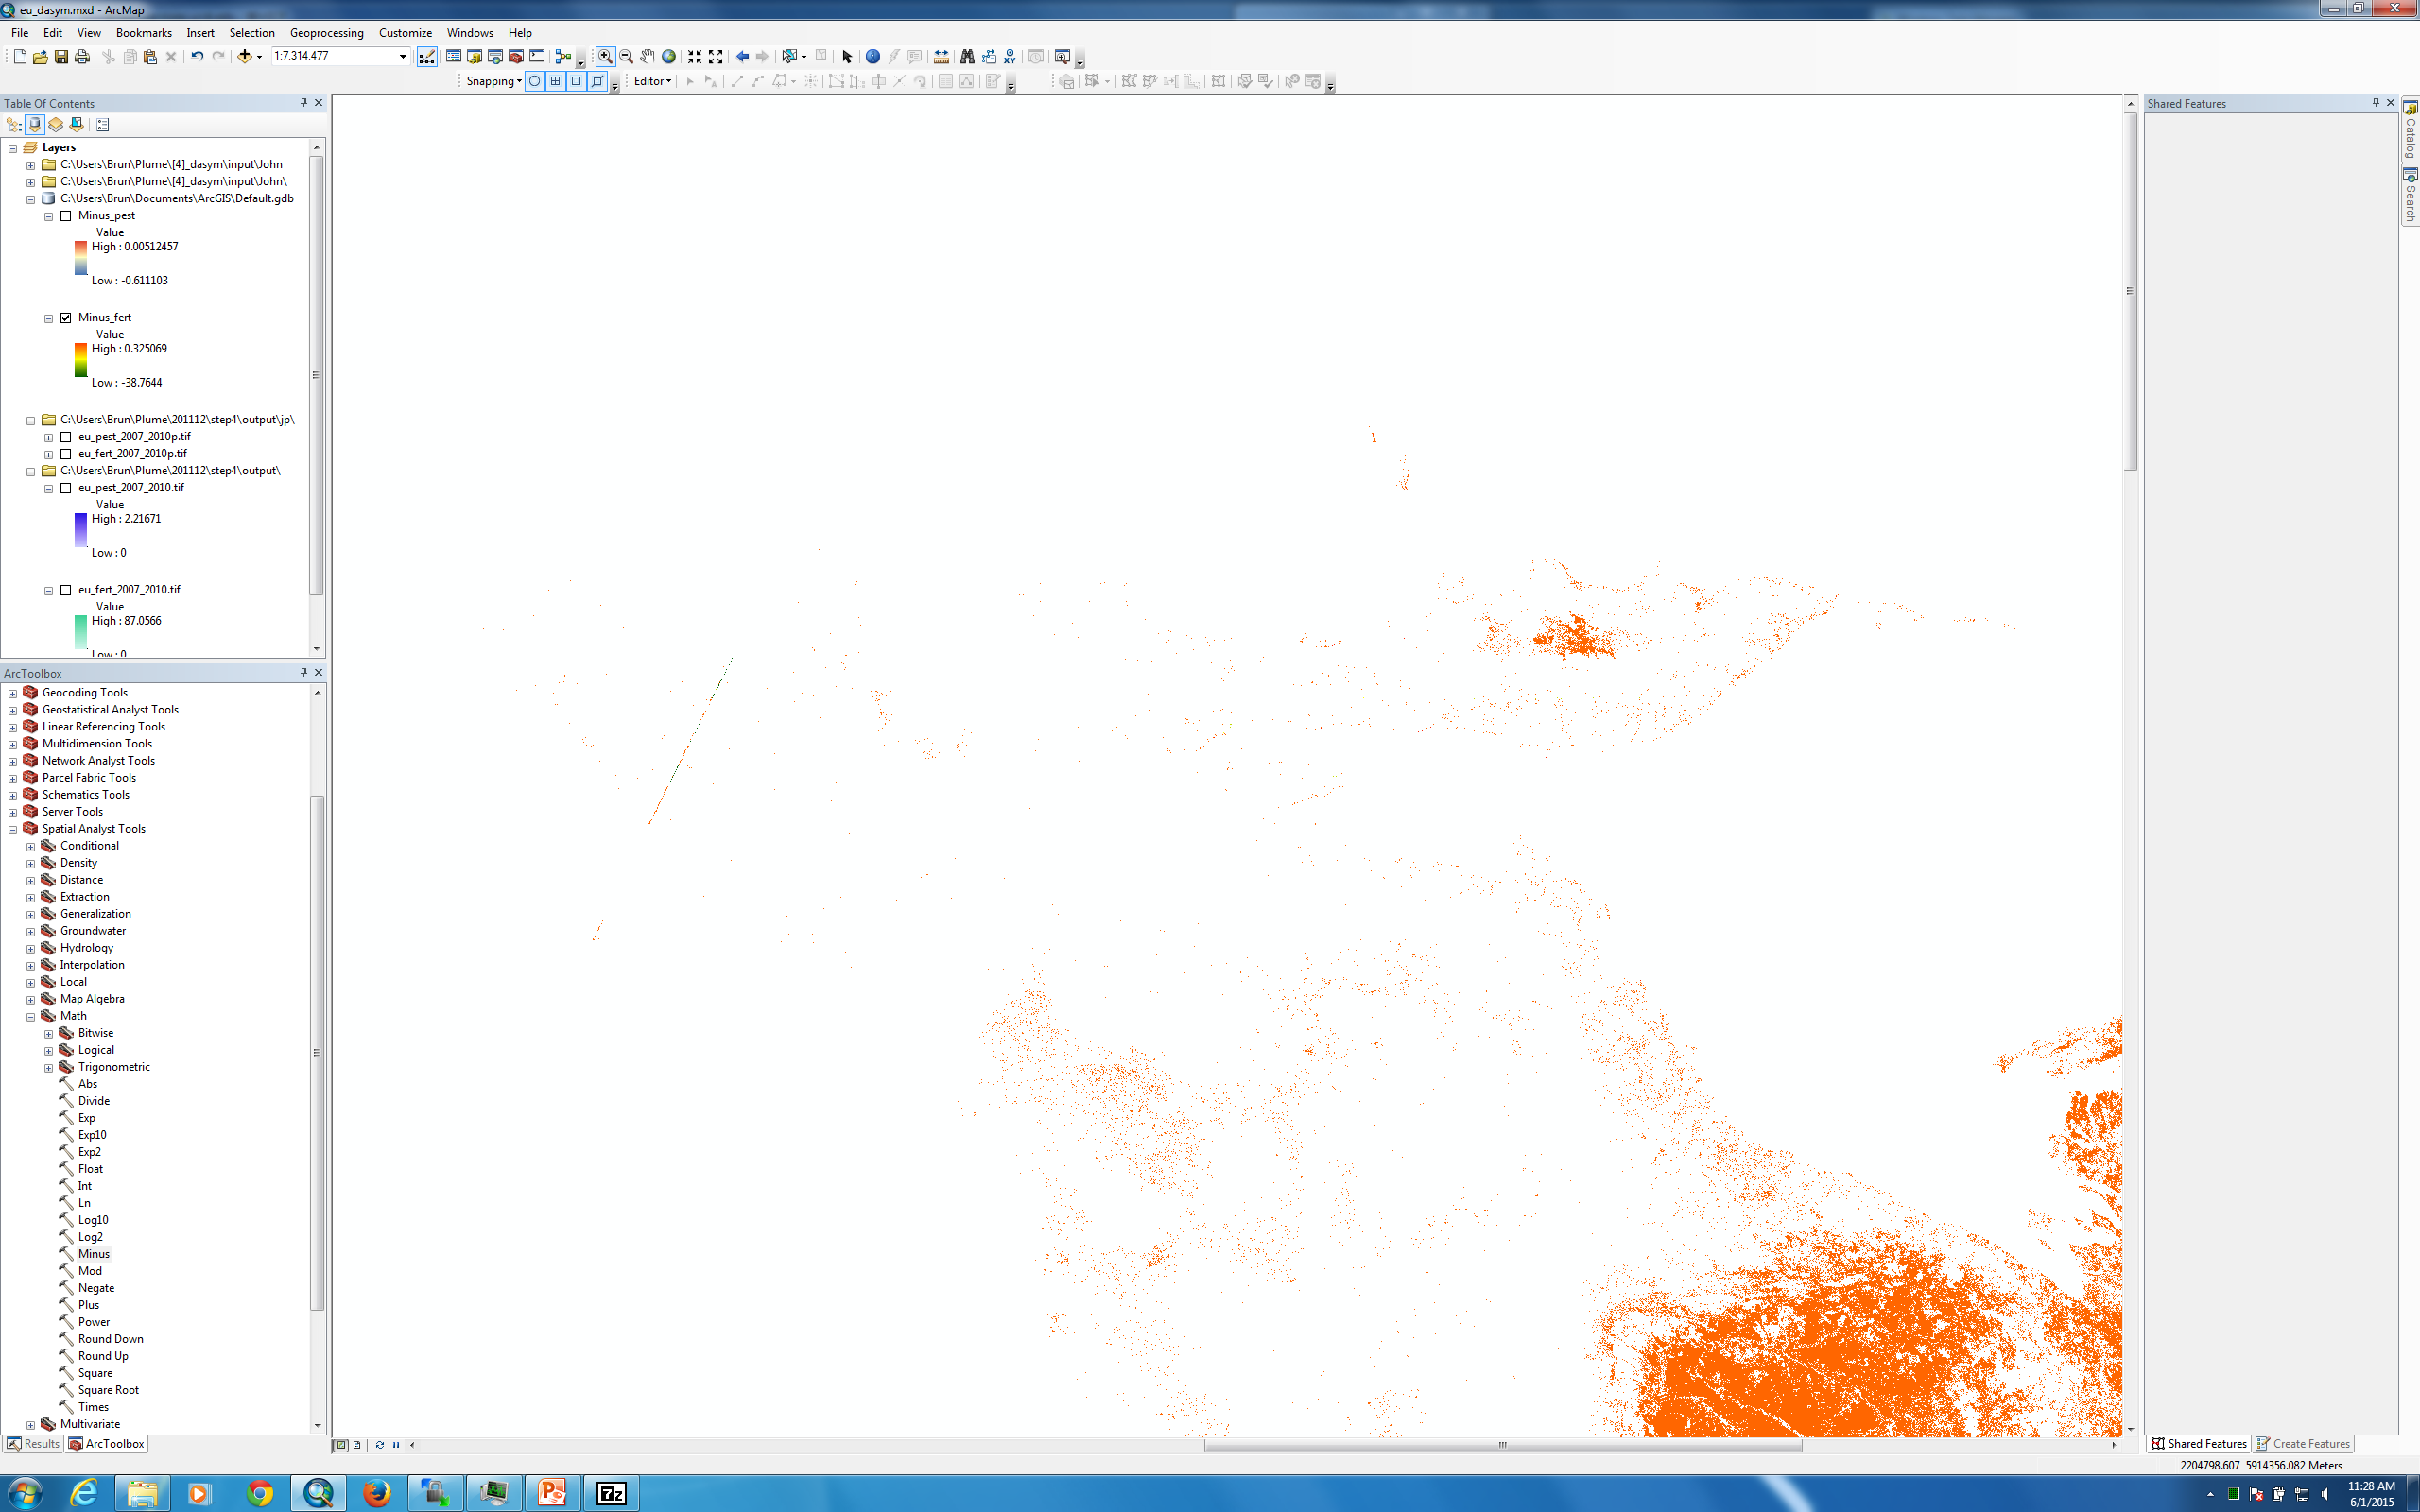 eu_dasym.mxd - ArcMap
File Edit View Bookmarks Insert Selection Geoprocessing Customize Windows Help
1:7,314,477
Snapping Editor
Table Of Contents
Layers
C:\Users\Brun\Plume\[4]_dasym\input\John
C:\Users\Brun\Plume\[4]_dasym\input\John\
C:\Users\Brun\Documents\ArcGIS\Default.gdb
Minus_pest
Value
High : 0.00512457
Low : -0.611103
Minus_fert
Value
High : 0.325069
Low : -38.7644
C:\Users\Brun\Plume\201112\step4\output\jp\
eu_pest_2007_2010p.tif
eu_fert_2007_2010p.tif
C:\Users\Brun\Plume\201112\step4\output\
eu_pest_2007_2010.tif
Value
High : 2.21671
Low : 0
eu_fert_2007_2010.tif
Value
High : 87.0566
Low : 0
ArcToolbox
Geocoding Tools
Geostatistical Analyst Tools
Linear Referencing Tools
Multidimension Tools
Network Analyst Tools
Parcel Fabric Tools
Schematics Tools
Server Tools
Spatial Analyst Tools
Conditional
Density
Distance
Extraction
Generalization
Groundwater
Hydrology
Interpolation
Local
Map Algebra
Math
Bitwise
Logical
Trigonometric
Abs
Divide
Exp
Exp10
Exp2
Float
Int
Ln
Log10
Log2
Minus
Mod
Negate
Plus
Power
Round Down
Round Up
Square
Square Root
Times
Multivariate
Results ArcToolbox
Shared Features
Catalog
Search
Shared Features Create Features
2204798.607 5914356.082 Meters
7z
11:28 AM
6/1/2015